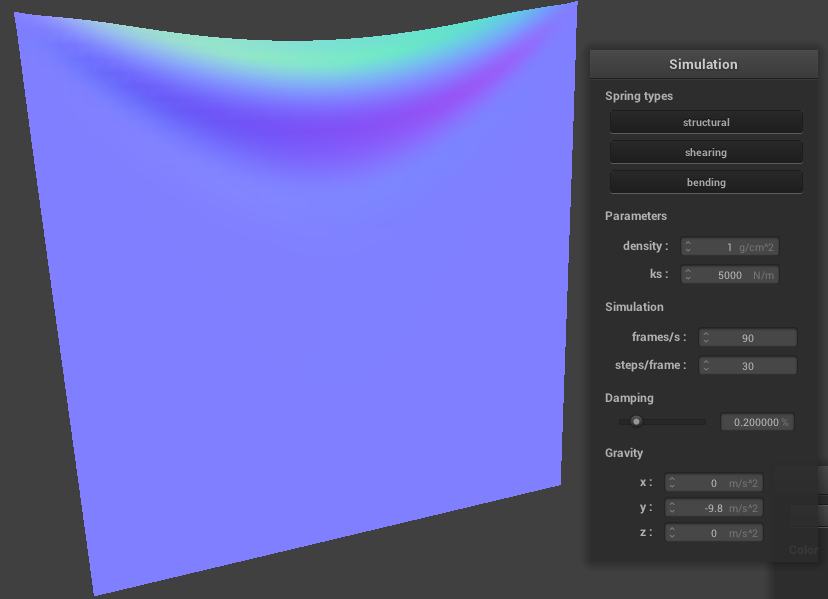 Simulation
Spring types
structural
shearing
bending
Parameters
density : 1 g/cm^2
ks : 5000 N/m
Simulation
frames/s : 90
steps/frame : 30
Damping
0.200000 %
Gravity
x : 0 m/s^2
y : -9.8 m/s^2
z : 0 m/s^2
Color